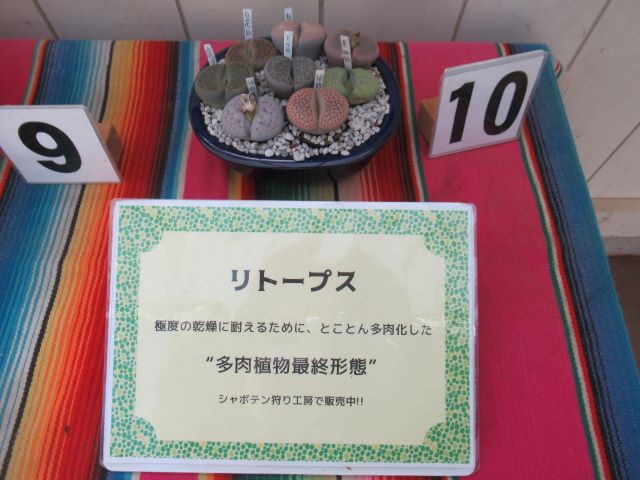 9
10
リトープス
極度の乾燥に耐えるために、とことん多肉化した
“多肉植物最終形態”
シャボテン狩り工房で販売中!!